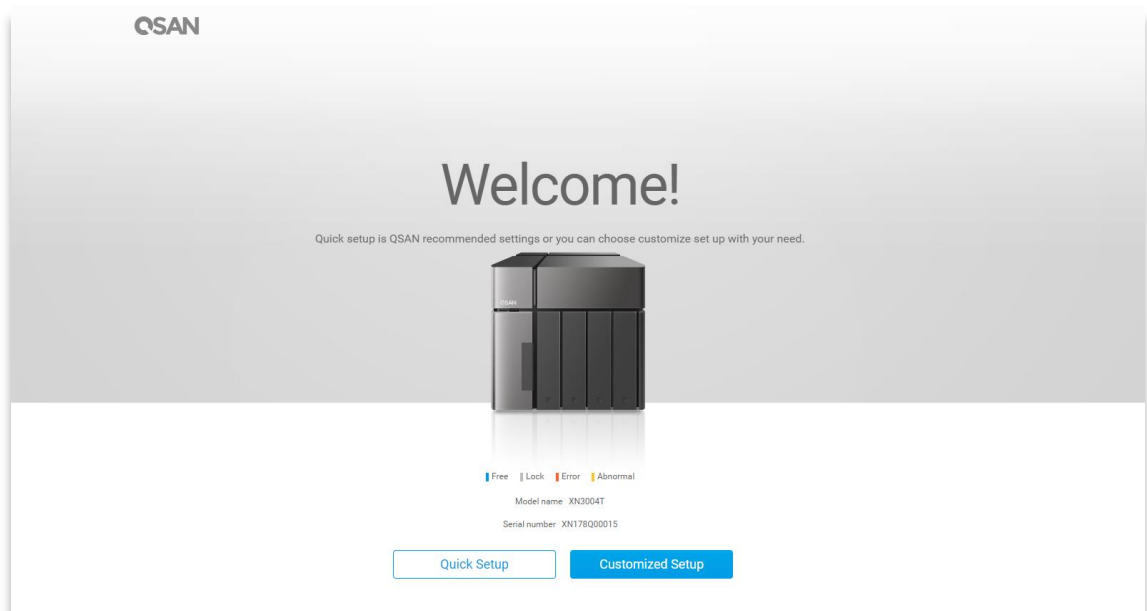 QSAN
Welcome!
Quick setup is QSAN recommended settings or you can choose customize set up with your need.
QSAN
Free Lock Error Abnormal
Model name XN3004T
Serial number XN178Q00015
Quick Setup Customized Setup